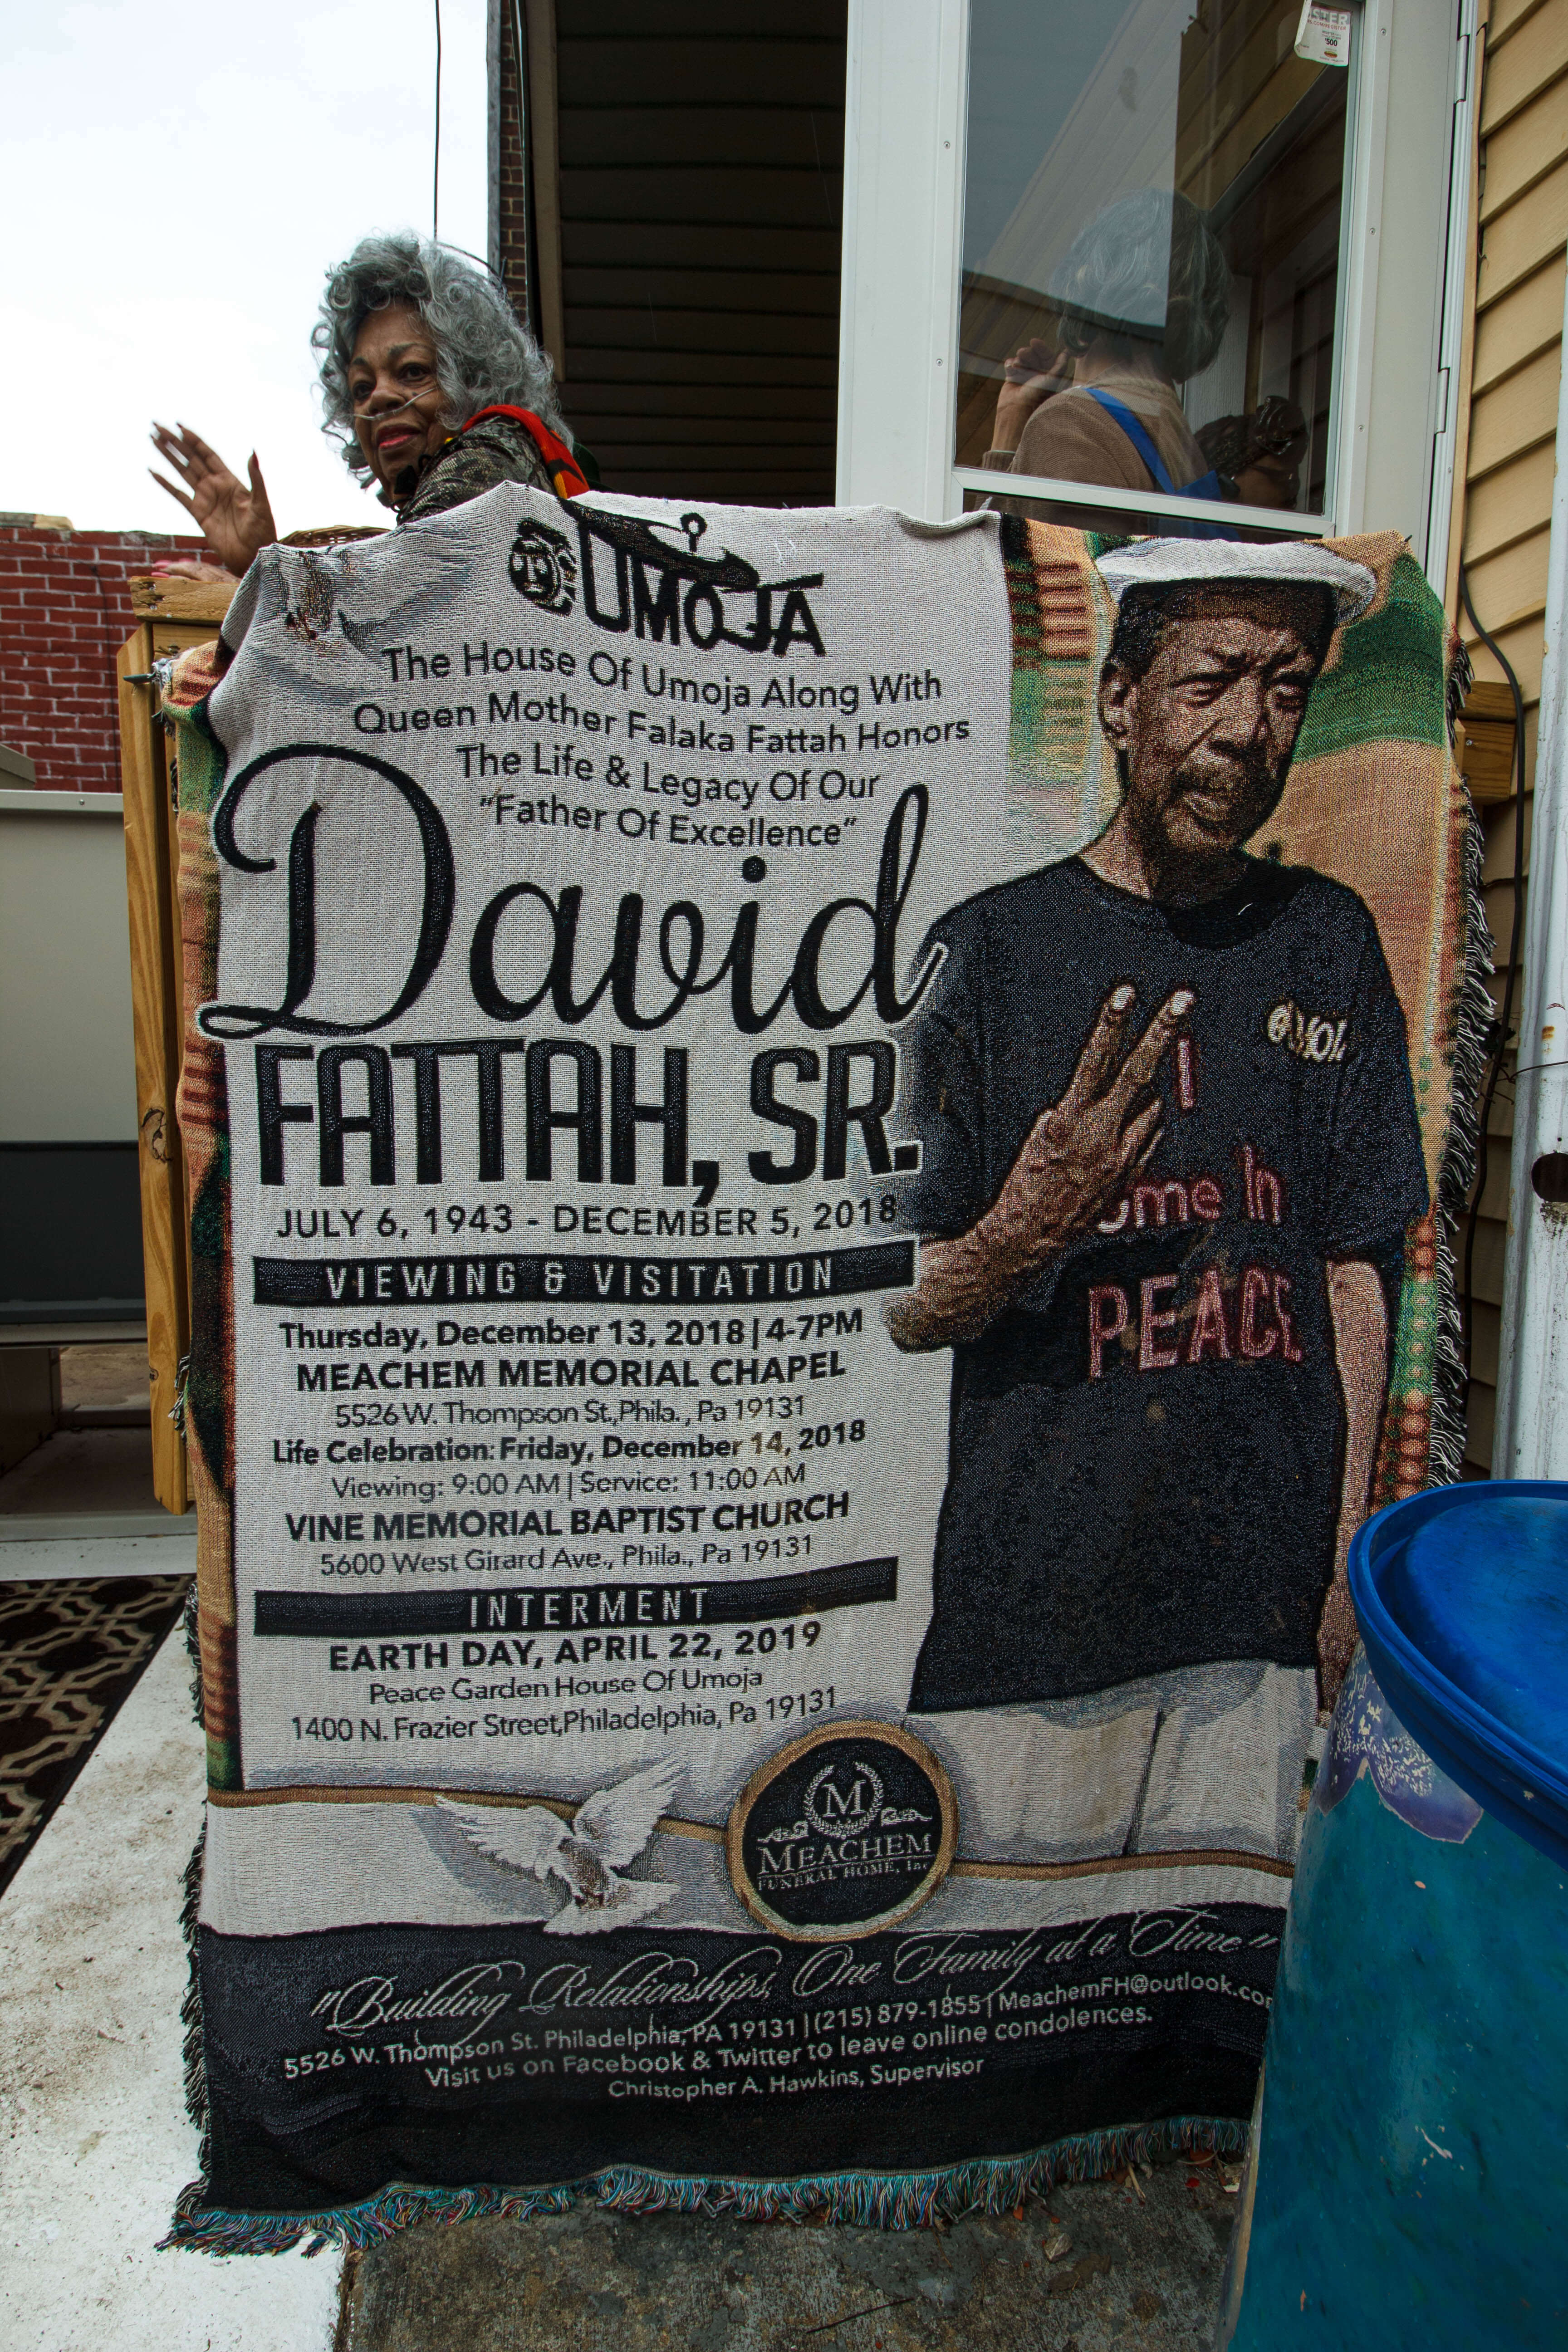 $500
UMOJA
The House Of Umoja Along With
Queen Mother Falaka Fattah Honors
The Life & Legacy Of Our
"Father Of Excellence"
David
FATTAH, SR.
JULY 6, 1943 - DECEMBER 5, 2018
VIEWING & VISITATION
Thursday, December 13, 2018 | 4-7PM
MEACHEM MEMORIAL CHAPEL
5526 W. Thompson St., Phila., Pa 19131
Life Celebration: Friday, December 14, 2018
Viewing: 9:00 AM | Service: 11:00 AM
VINE MEMORIAL BAPTIST CHURCH
5600 West Girard Ave., Phila., Pa 19131
INTERMENT
EARTH DAY, APRIL 22, 2019
Peace Garden House Of Umoja
1400 N. Frazier Street, Philadelphia, Pa 19131
I
ome In
PEACE
M
MEACHEM
FUNERAL HOME, Inc
"Building Relationships, One Family at a Time"
5526 W. Thompson St. Philadelphia, PA 19131 | (215) 879-1855 | MeachemFH@outlook.co
Visit us on Facebook & Twitter to leave online condolences.
Christopher A. Hawkins, Supervisor